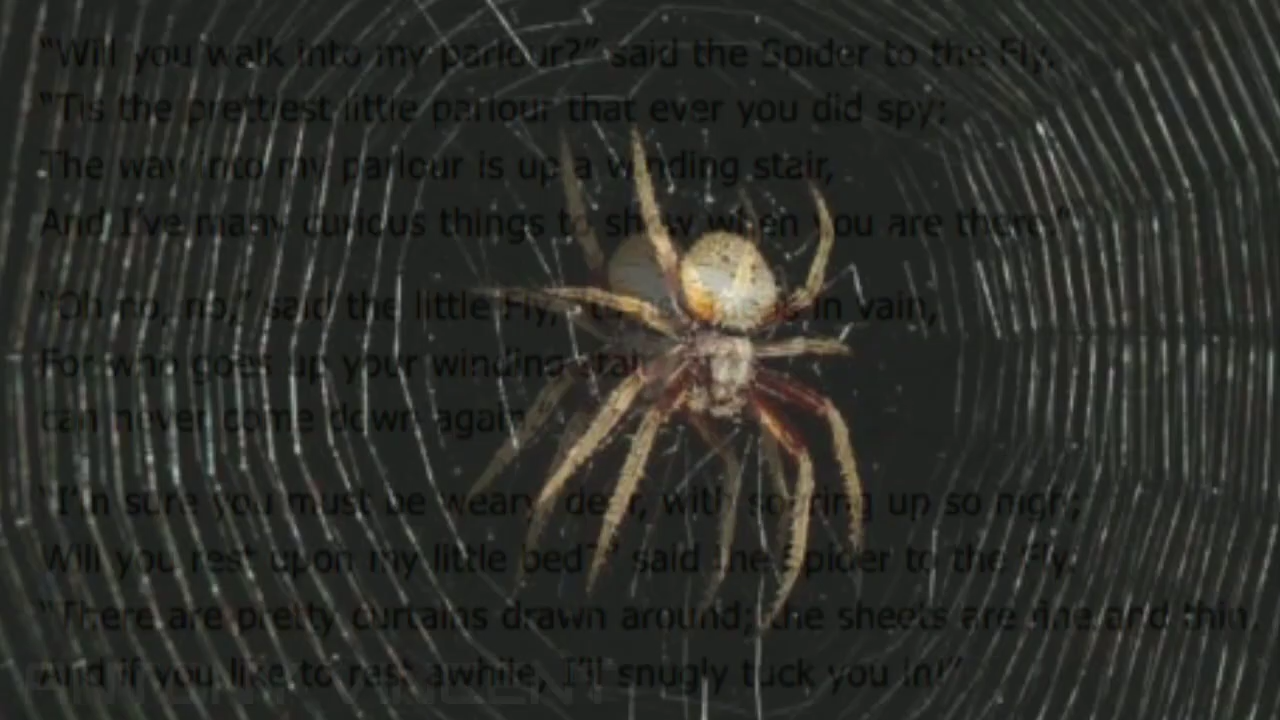 “Will you walk into my parlour?” said the Spider to the Fly.
“Tis the prettiest little parlour that ever you did spy;
The way into my parlour is up a winding stair,
And I’ve many curious things to show when you are there.”
“Oh no, no,” said the little Fly, in vain,
For who goes up your winding stair
can never come down again.
“I’m sure you must be weary, dear, with soaring up so high;
Will you rest upon my little bed?” said the Spider to the Fly.
“There are pretty curtains drawn around; the sheets are fine and thin,
And if you like to rest awhile, I’ll snugly tuck you in!”